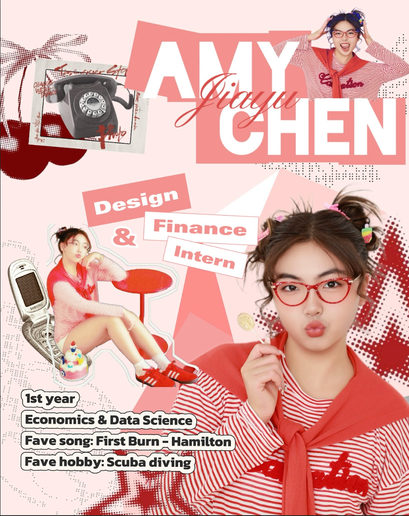 AMY
Jiayu
CHEN
Design
& Finance
Intern
1st year
Economics & Data Science
Fave song: First Burn - Hamilton
Fave hobby: Scuba diving